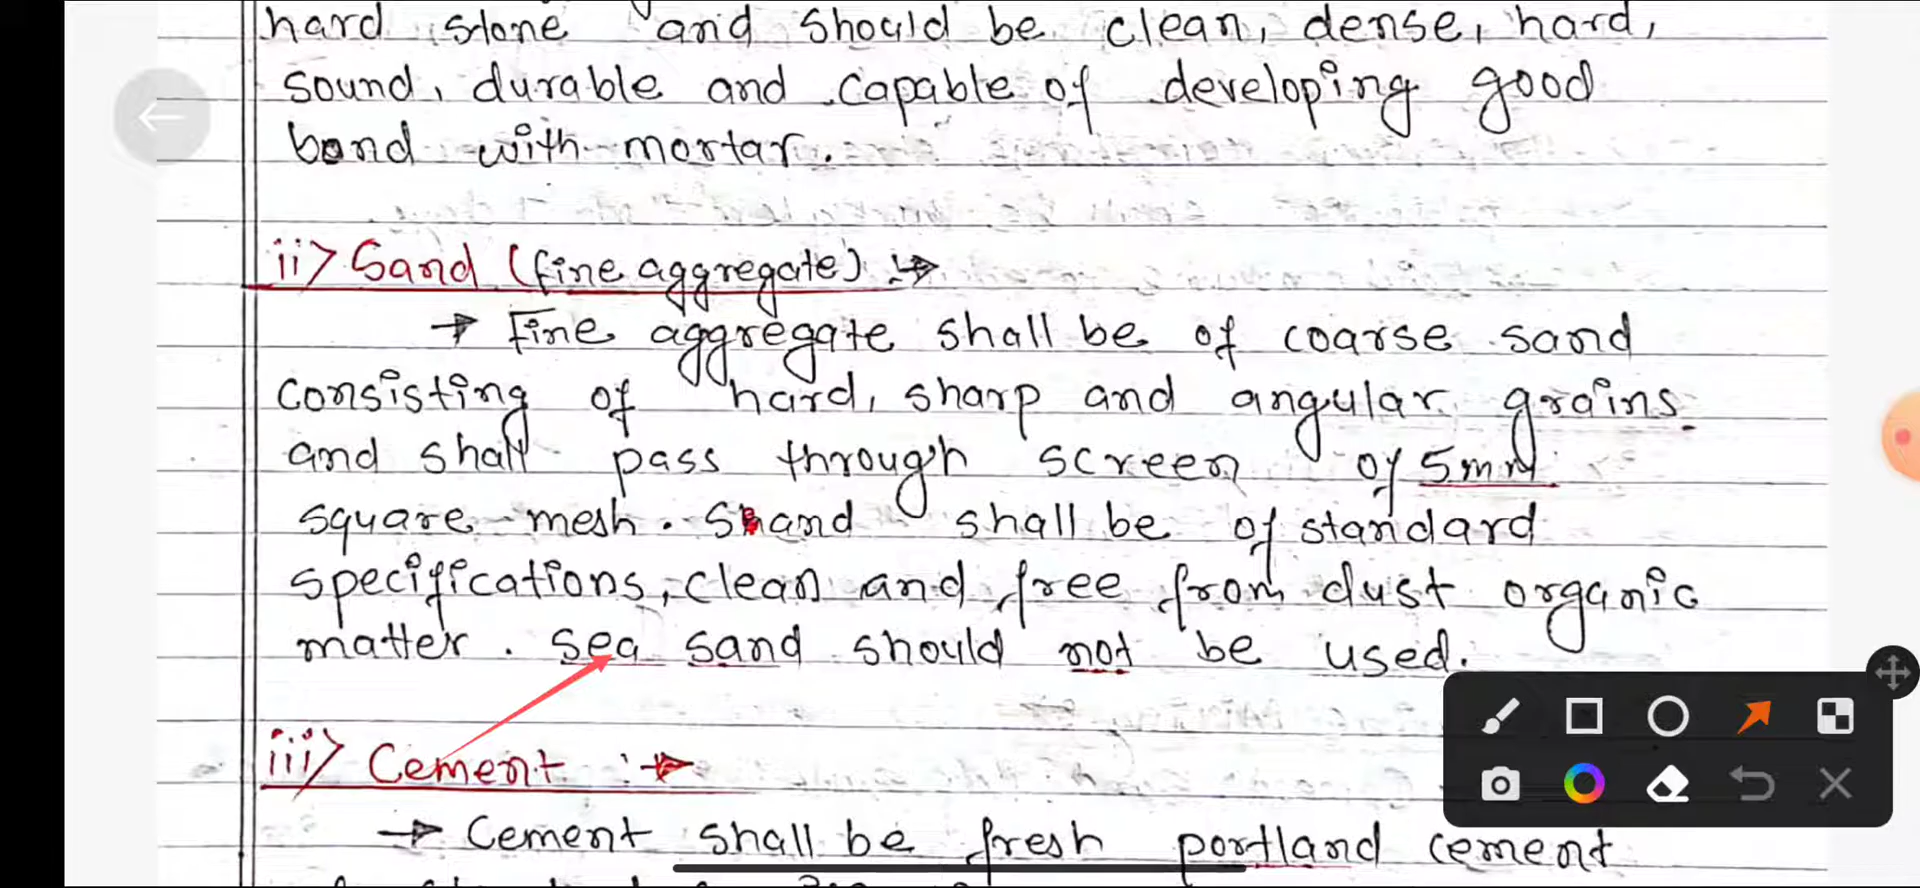 hard stone and should be clean, dense, hard,
sound, durable and capable of developing good
bond with mortar.
ii) Sand (fine aggregate) :→
→ Fine aggregate shall be of coarse sand
consisting of hard, sharp and angular grains
and shall pass through screen of 5mm
square mesh. Sand shall be of standard
specifications, clean and free from dust organic
matter. Sea sand should not be used.
iii) Cement :→
→ Cement shall be fresh portland cement